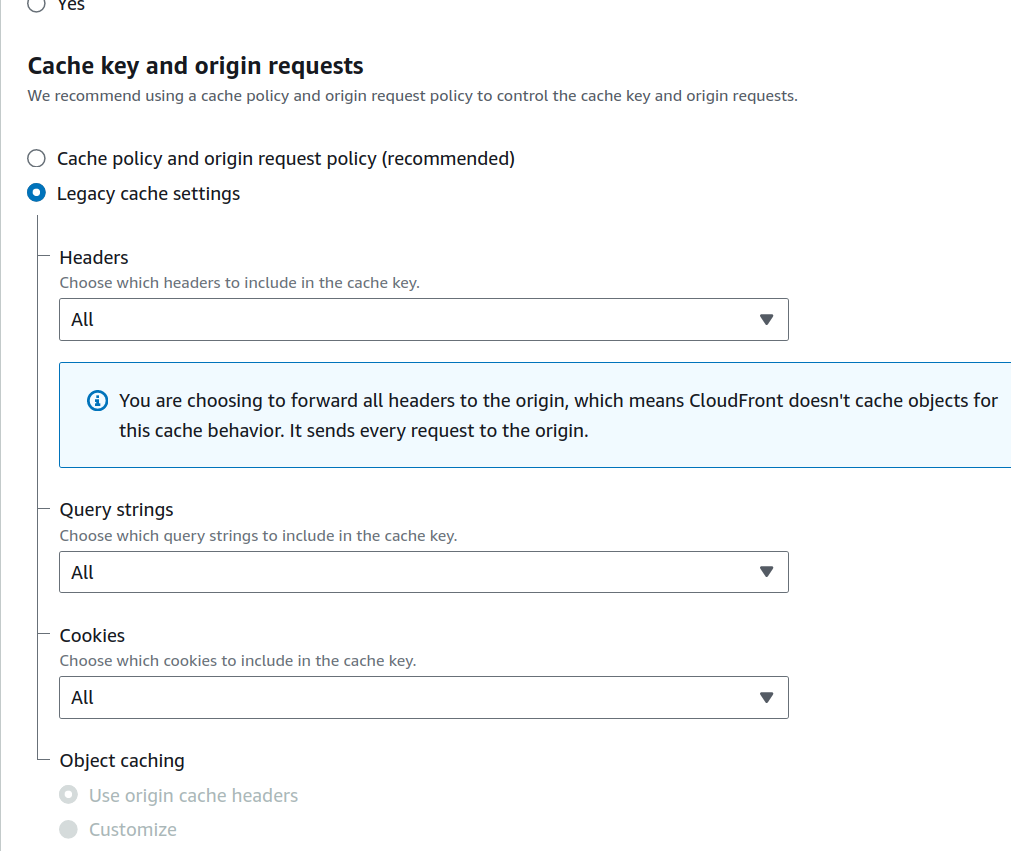 Yes
Cache key and origin requests
We recommend using a cache policy and origin request policy to control the cache key and origin requests.
Cache policy and origin request policy (recommended)
Legacy cache settings
Headers
Choose which headers to include in the cache key.
All
You are choosing to forward all headers to the origin, which means CloudFront doesn't cache objects for
this cache behavior. It sends every request to the origin.
Query strings
Choose which query strings to include in the cache key.
All
Cookies
Choose which cookies to include in the cache key.
All
Object caching
Use origin cache headers
Customize